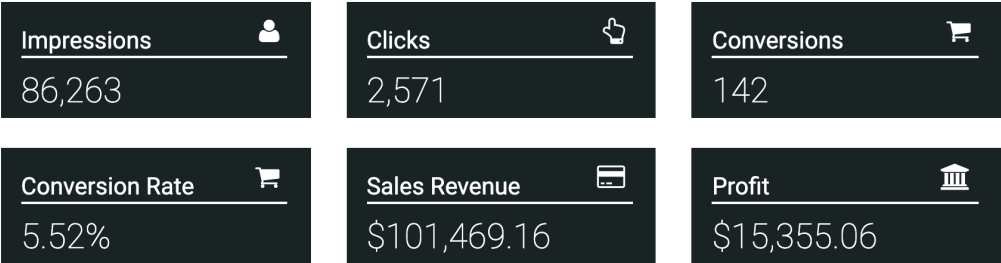 Impressions
86,263
Clicks
2,571
Conversions
142
Conversion Rate
5.52%
Sales Revenue
$101,469.16
Profit
$15,355.06